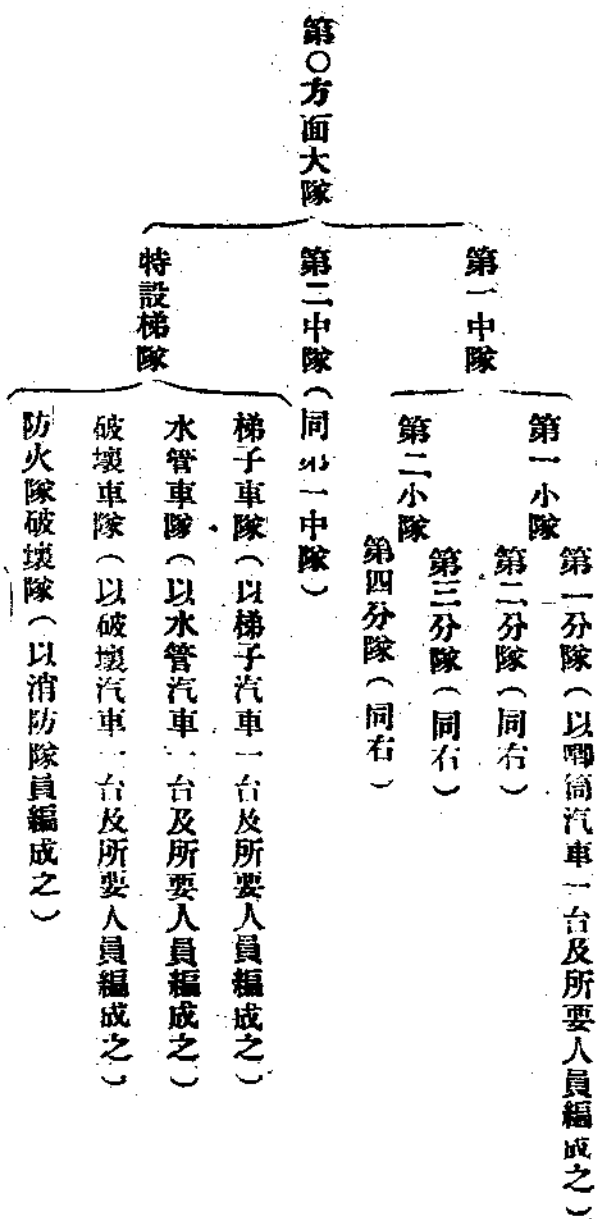 第○方面大隊
第一中隊
第一小隊
第一分隊（以喞筒汽車一台及所要人員編成之）
第二分隊（同右）
第二小隊
第三分隊（同右）
第四分隊（同右）
第二中隊（同第一中隊）
特設梯隊
梯子車隊（以梯子汽車一台及所要人員編成之）
水管車隊（以水管汽車一台及所要人員編成之）
破壞車隊（以破壞汽車一台及所要人員編成之）
防火隊破壞隊（以消防隊員編成之）